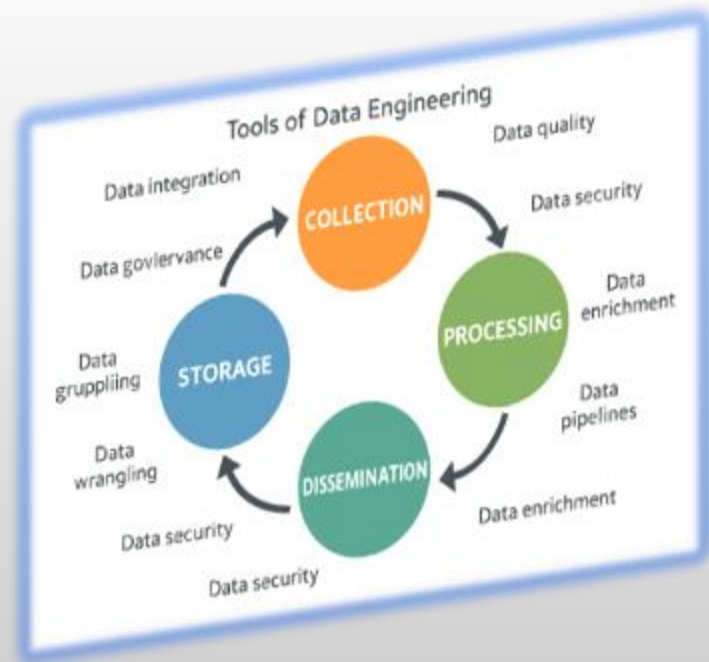 Tools of Data Engineering
Data quality
Data integration
COLLECTION
Data security
Data govlervance
Data
enrichment
PROCESSING
STORAGE
Data
gruppliing
Data
pipelines
Data
wrangling
DISSEMINATION
Data enrichment
Data security
Data security